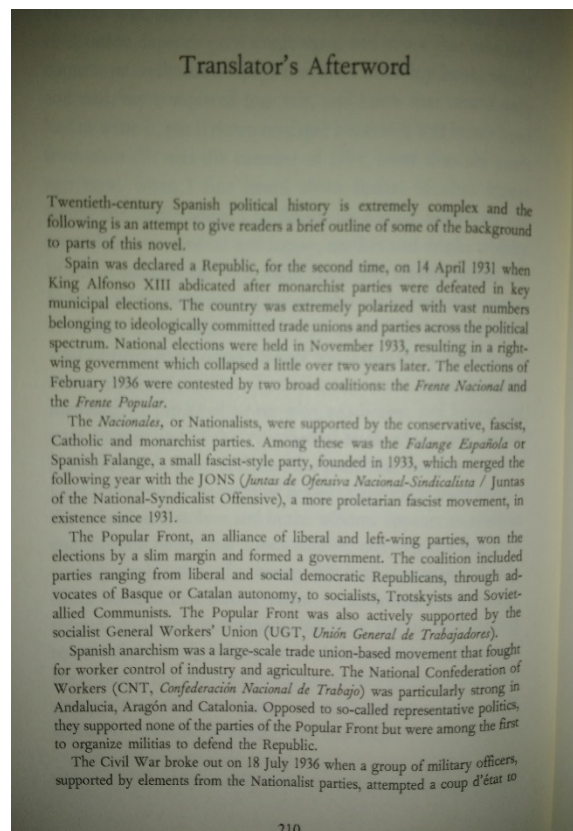 Translator's Afterword
Twentieth-century Spanish political history is extremely complex and the
following is an attempt to give readers a brief outline of some of the background
to parts of this novel.
Spain was declared a Republic, for the second time, on 14 April 1931 when
King Alfonso XIII abdicated after monarchist parties were defeated in key
municipal elections. The country was extremely polarized with vast numbers
belonging to ideologically committed trade unions and parties across the political
spectrum. National elections were held in November 1933, resulting in a right-
wing government which collapsed a little over two years later. The elections of
February 1936 were contested by two broad coalitions: the Frente Nacional and
the Frente Popular.
The Nacionales, or Nationalists, were supported by the conservative, fascist,
Catholic and monarchist parties. Among these was the Falange Española or
Spanish Falange, a small fascist-style party, founded in 1933, which merged the
following year with the JONS (Juntas de Ofensiva Nacional-Sindicalista / Juntas
of the National-Syndicalist Offensive), a more proletarian fascist movement, in
existence since 1931.
The Popular Front, an alliance of liberal and left-wing parties, won the
elections by a slim margin and formed a government. The coalition included
parties ranging from liberal and social democratic Republicans, through ad-
vocates of Basque or Catalan autonomy, to socialists, Trotskyists and Soviet-
allied Communists. The Popular Front was also actively supported by the
socialist General Workers' Union (UGT, Unión General de Trabajadores).
Spanish anarchism was a large-scale trade union-based movement that fought
for worker control of industry and agriculture. The National Confederation of
Workers (CNT, Confederación Nacional de Trabajo) was particularly strong in
Andalucia, Aragón and Catalonia. Opposed to so-called representative politics,
they supported none of the parties of the Popular Front but were among the first
to organize militias to defend the Republic.
The Civil War broke out on 18 July 1936 when a group of military officers,
supported by elements from the Nationalist parties, attempted a coup d'état to
210